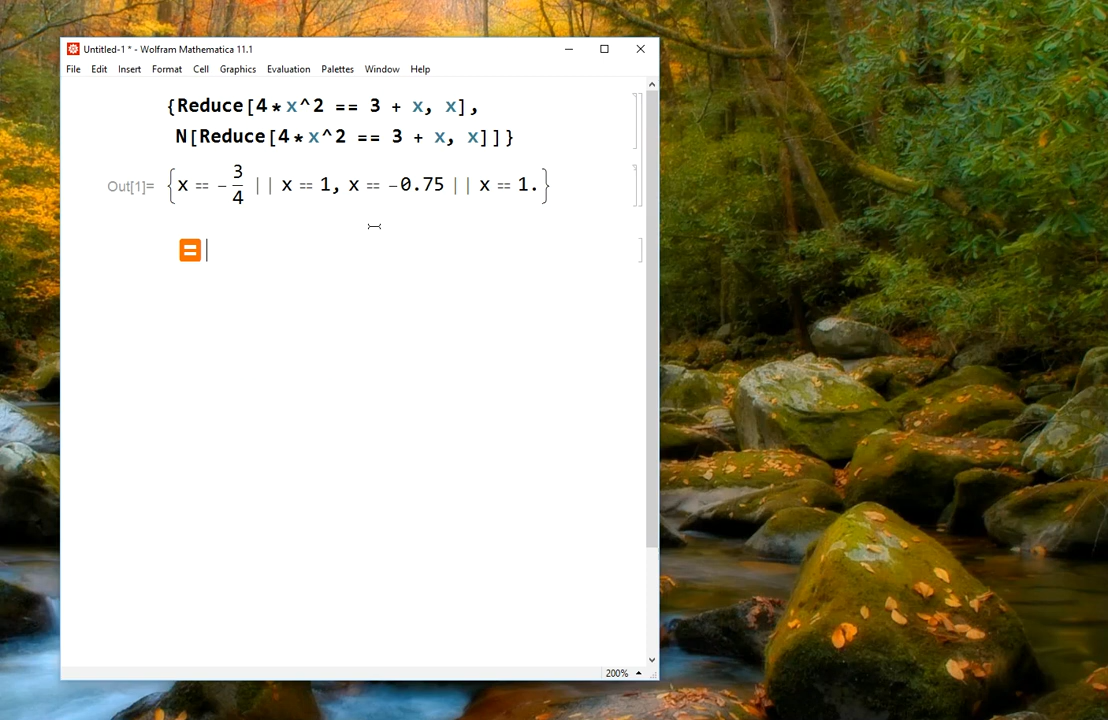 Untitled-1 * - Wolfram Mathematica 11.1
File Edit Insert Format Cell Graphics Evaluation Palettes Window Help
{Reduce[4*x^2 == 3 + x, x],
N[Reduce[4*x^2 == 3 + x, x]]}
Out[1]= {x == -3/4 || x == 1, x == -0.75 || x == 1.}
=
200%